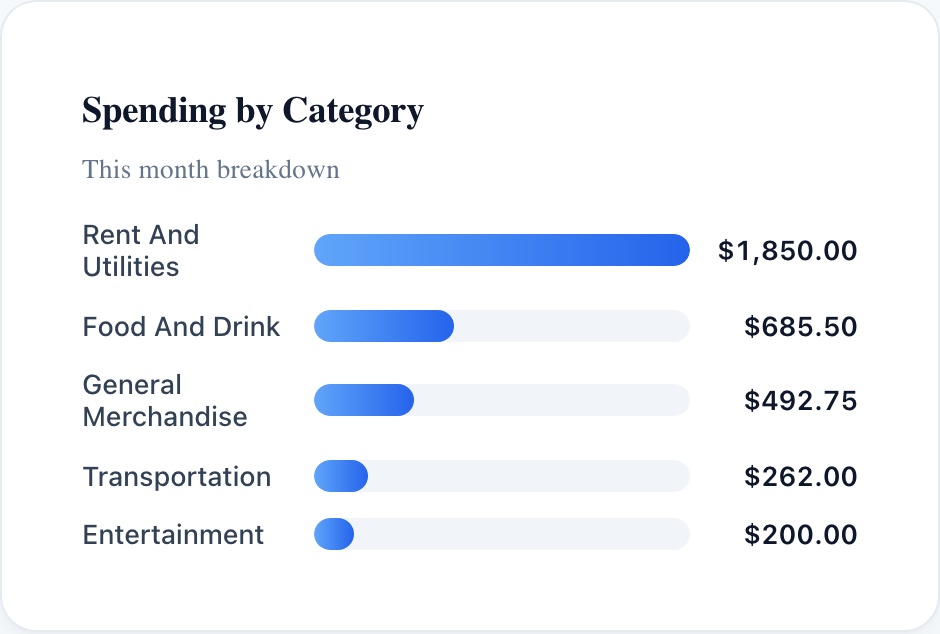 Spending by Category
This month breakdown
Rent And
Utilities
$1,850.00
Food And Drink
$685.50
General
Merchandise
$492.75
Transportation
$262.00
Entertainment
$200.00